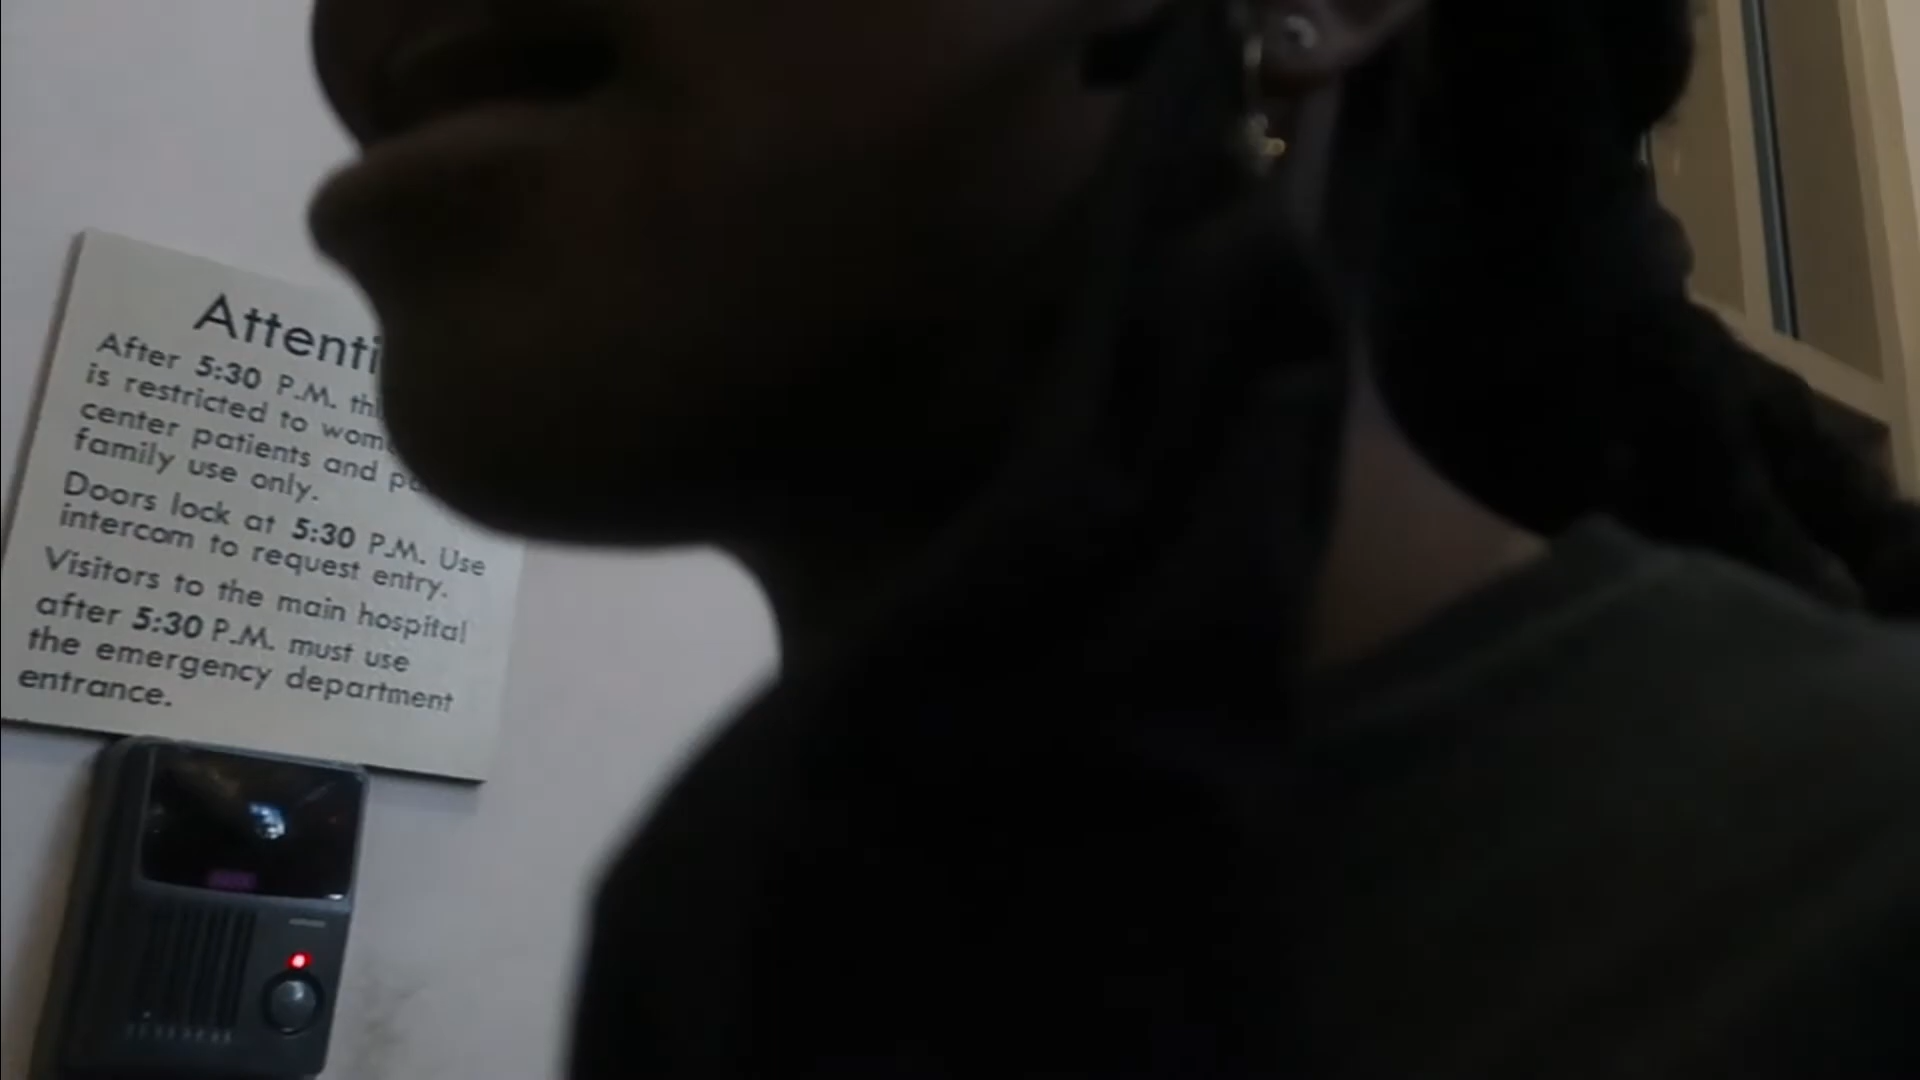 Attenti
After 5:30 P.M. thi
is restricted to wom
center patients and p
family use only.
Doors lock at 5:30 P.M. Use
intercom to request entry.
Visitors to the main hospital
after 5:30 P.M. must use
the emergency department
entrance.